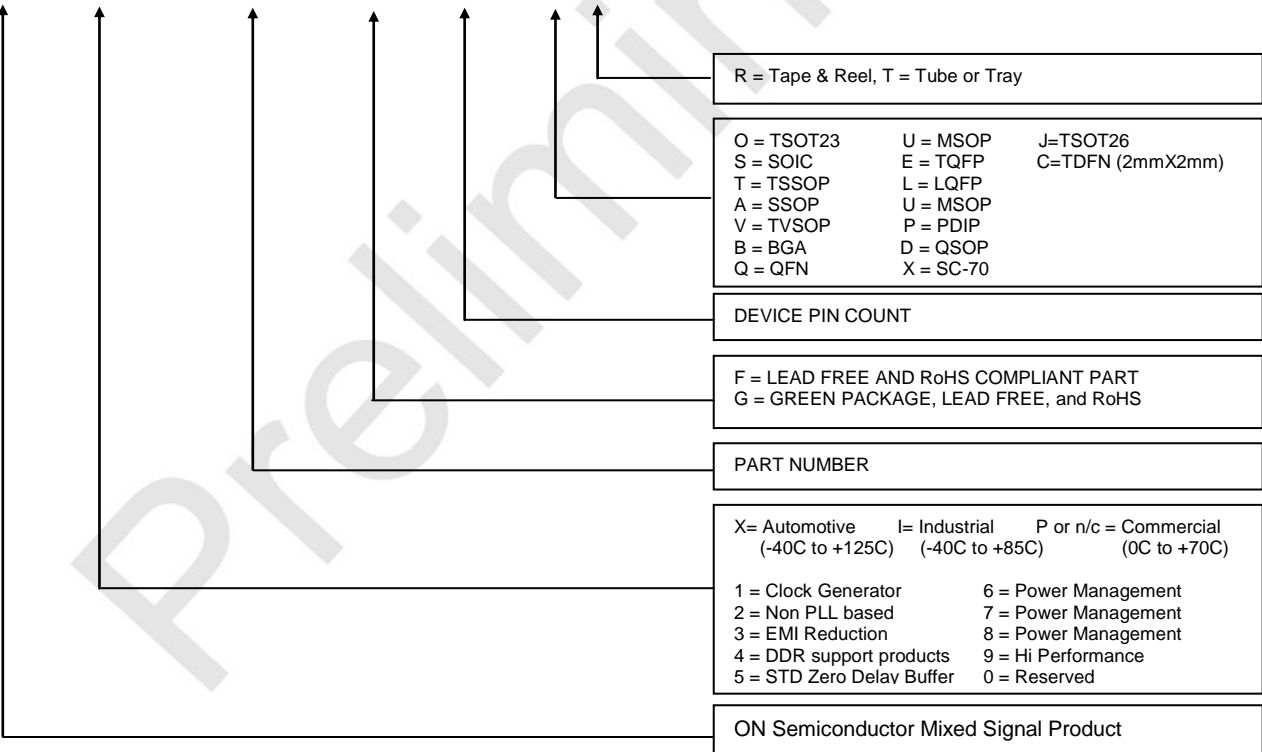 R = Tape & Reel, T = Tube or Tray
O = TSOT23 U = MSOP J=TSOT26
S = SOIC E = TQFP C=TDFN (2mmX2mm)
T = TSSOP L = LQFP
A = SSOP U = MSOP
V = TVSOP P = PDIP
B = BGA D = QSOP
Q = QFN X = SC-70
DEVICE PIN COUNT
F = LEAD FREE AND RoHS COMPLIANT PART
G = GREEN PACKAGE, LEAD FREE, and RoHS
PART NUMBER
X= Automotive I= Industrial P or n/c = Commercial
(-40C to +125C) (-40C to +85C) (0C to +70C)
1 = Clock Generator 6 = Power Management
2 = Non PLL based 7 = Power Management
3 = EMI Reduction 8 = Power Management
4 = DDR support products 9 = Hi Performance
5 = STD Zero Delay Buffer 0 = Reserved
ON Semiconductor Mixed Signal Product
Prelimin